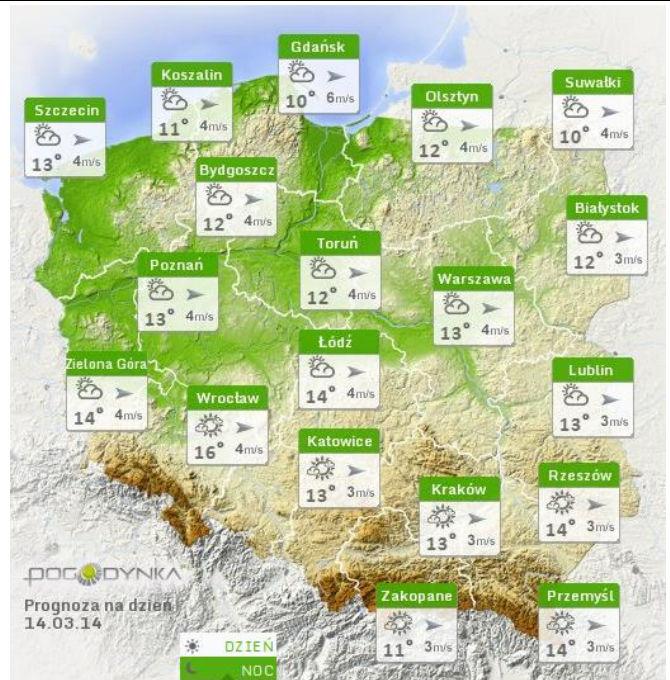 Gdańsk
10° 6m/s
Koszalin
11° 4m/s
Suwałki
10° 4m/s
Olsztyn
12° 4m/s
Szczecin
13° 4m/s
Bydgoszcz
12° 4m/s
Białystok
12° 3m/s
Toruń
12° 4m/s
Poznań
13° 4m/s
Warszawa
13° 4m/s
Łódź
14° 4m/s
Zielona Góra
14° 4m/s
Lublin
13° 3m/s
Wrocław
16° 4m/s
Katowice
13° 3m/s
Rzeszów
14° 3m/s
Kraków
13° 3m/s
POGODYNKA
Zakopane
11° 3m/s
Przemyśl
14° 3m/s
Prognoza na dzień
14.03.14
DZIEŃ
NOC